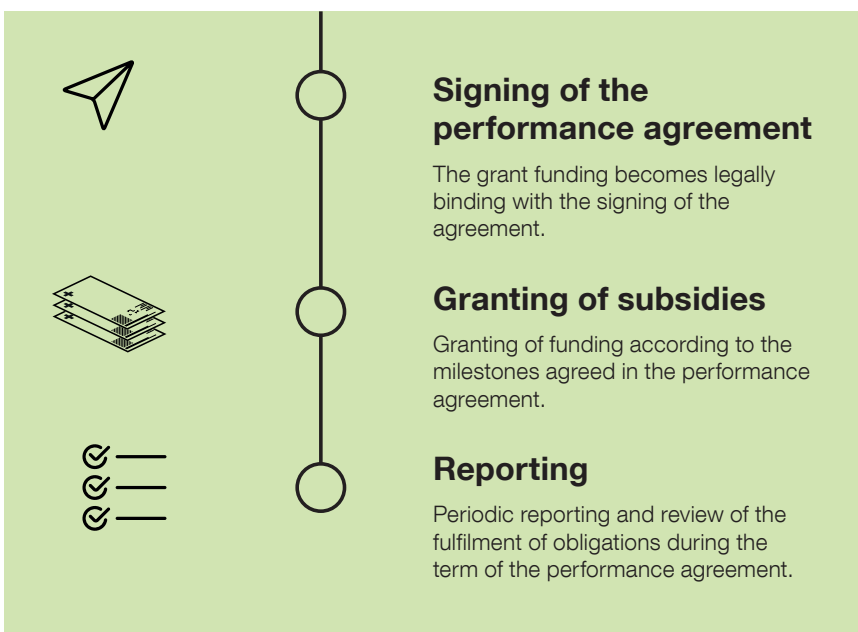 Signing of the
performance agreement
The grant funding becomes legally
binding with the signing of the
agreement.
Granting of subsidies
Granting of funding according to the
milestones agreed in the performance
agreement.
Reporting
Periodic reporting and review of the
fulfilment of obligations during the
term of the performance agreement.